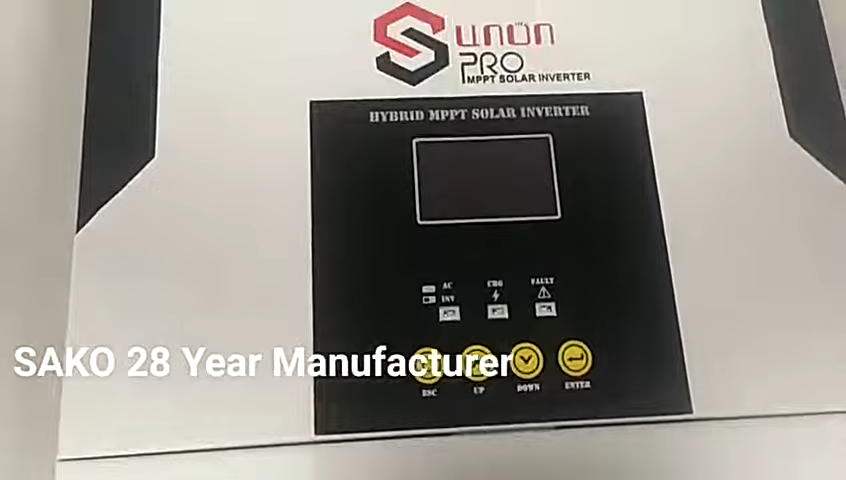 Sunon
PRO
MPPT SOLAR INVERTER
HYBRID MPPT SOLAR INVERTER
AC CHG FAULT
INV
SAKO 28 Year Manufacturer
ESC UP DOWN ENTER